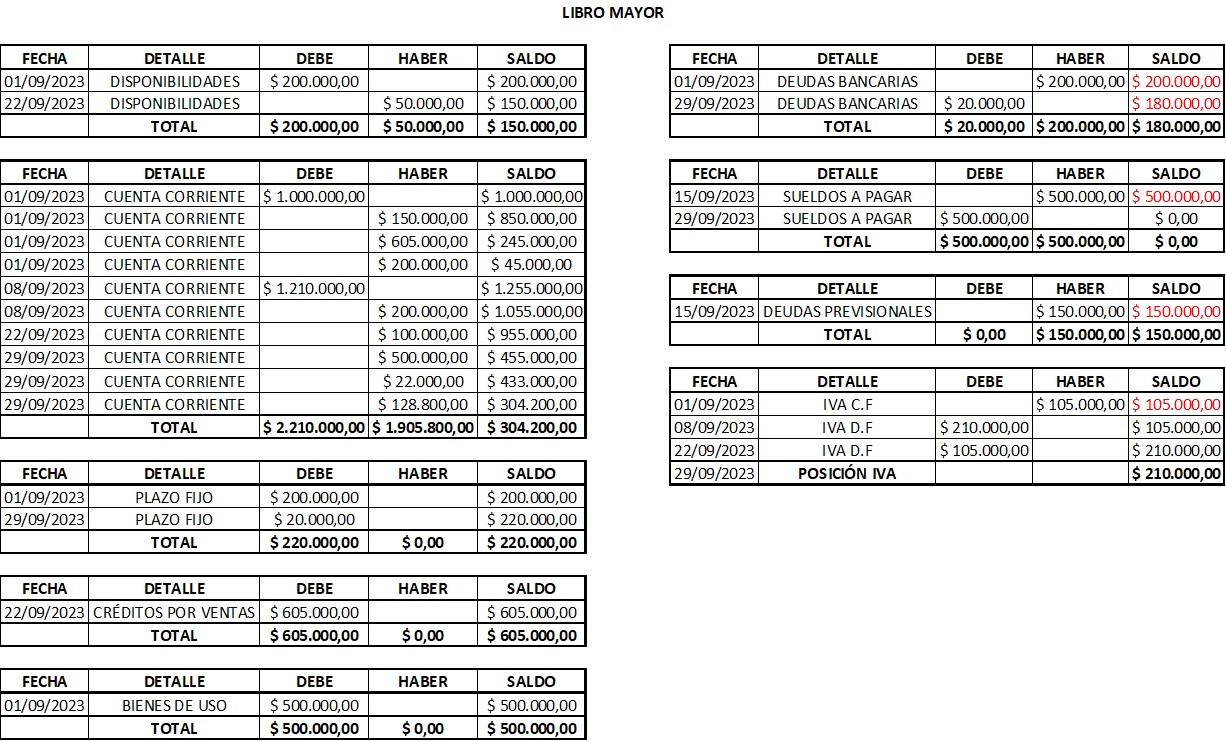 LIBRO MAYOR
FECHA DETALLE DEBE HABER SALDO
01/09/2023 DISPONIBILIDADES $ 200.000,00 $ 200.000,00
22/09/2023 DISPONIBILIDADES $ 50.000,00 $ 150.000,00
TOTAL $ 200.000,00 $ 50.000,00 $ 150.000,00
FECHA DETALLE DEBE HABER SALDO
01/09/2023 CUENTA CORRIENTE $ 1.000.000,00 $ 1.000.000,00
01/09/2023 CUENTA CORRIENTE $ 150.000,00 $ 850.000,00
01/09/2023 CUENTA CORRIENTE $ 605.000,00 $ 245.000,00
01/09/2023 CUENTA CORRIENTE $ 200.000,00 $ 45.000,00
08/09/2023 CUENTA CORRIENTE $ 1.210.000,00 $ 1.255.000,00
08/09/2023 CUENTA CORRIENTE $ 200.000,00 $ 1.055.000,00
22/09/2023 CUENTA CORRIENTE $ 100.000,00 $ 955.000,00
29/09/2023 CUENTA CORRIENTE $ 500.000,00 $ 455.000,00
29/09/2023 CUENTA CORRIENTE $ 22.000,00 $ 433.000,00
29/09/2023 CUENTA CORRIENTE $ 128.800,00 $ 304.200,00
TOTAL $ 2.210.000,00 $ 1.905.800,00 $ 304.200,00
FECHA DETALLE DEBE HABER SALDO
01/09/2023 PLAZO FIJO $ 200.000,00 $ 200.000,00
29/09/2023 PLAZO FIJO $ 20.000,00 $ 220.000,00
TOTAL $ 220.000,00 $ 0,00 $ 220.000,00
FECHA DETALLE DEBE HABER SALDO
22/09/2023 CRÉDITOS POR VENTAS $ 605.000,00 $ 605.000,00
TOTAL $ 605.000,00 $ 0,00 $ 605.000,00
FECHA DETALLE DEBE HABER SALDO
01/09/2023 BIENES DE USO $ 500.000,00 $ 500.000,00
TOTAL $ 500.000,00 $ 0,00 $ 500.000,00
FECHA DETALLE DEBE HABER SALDO
01/09/2023 DEUDAS BANCARIAS $ 200.000,00 $ 200.000,00
29/09/2023 DEUDAS BANCARIAS $ 20.000,00 $ 180.000,00
TOTAL $ 20.000,00 $ 200.000,00 $ 180.000,00
FECHA DETALLE DEBE HABER SALDO
15/09/2023 SUELDOS A PAGAR $ 500.000,00 $ 500.000,00
29/09/2023 SUELDOS A PAGAR $ 500.000,00 $ 0,00
TOTAL $ 500.000,00 $ 500.000,00 $ 0,00
FECHA DETALLE DEBE HABER SALDO
15/09/2023 DEUDAS PREVISIONALES $ 150.000,00 $ 150.000,00
TOTAL $ 0,00 $ 150.000,00 $ 150.000,00
FECHA DETALLE DEBE HABER SALDO
01/09/2023 IVA C.F $ 105.000,00 $ 105.000,00
08/09/2023 IVA D.F $ 210.000,00 $ 105.000,00
22/09/2023 IVA D.F $ 105.000,00 $ 210.000,00
29/09/2023 POSICIÓN IVA $ 210.000,00